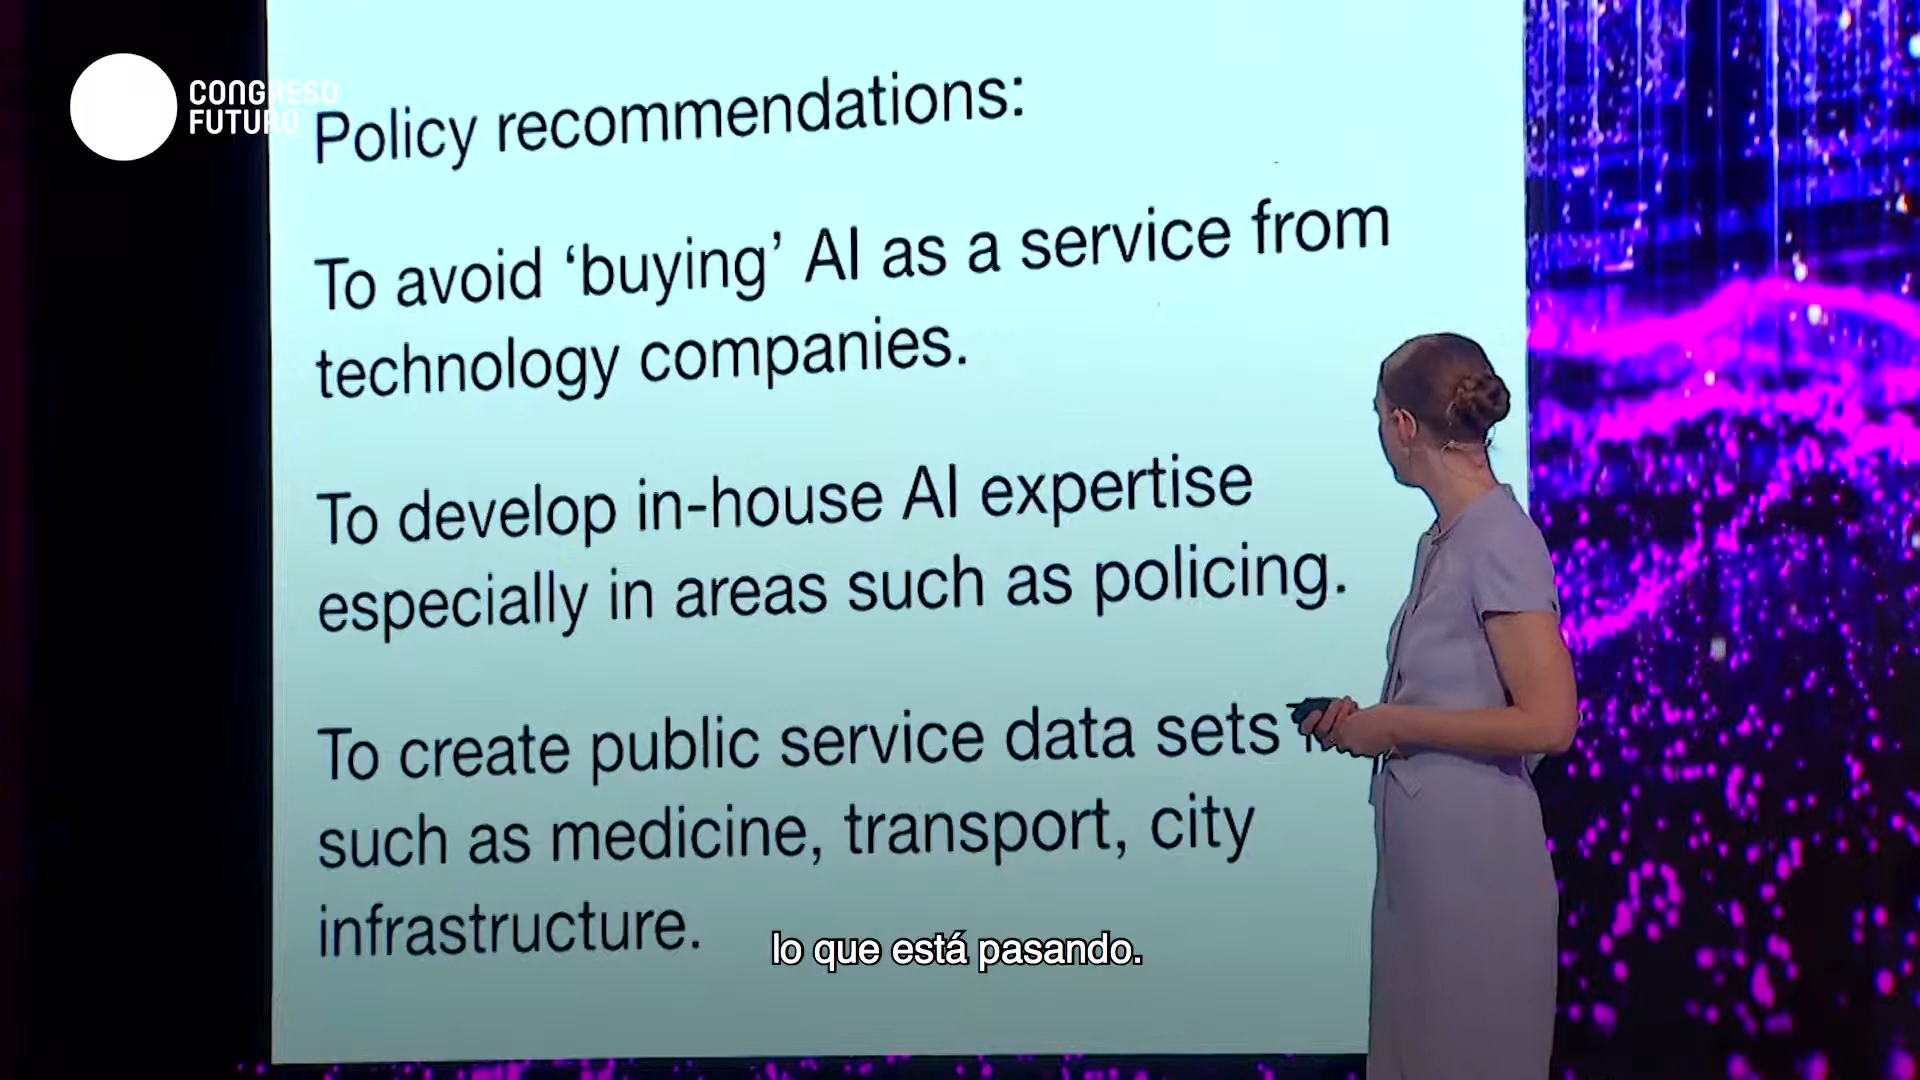 CONGRESO
FUTURO
Policy recommendations:
To avoid ‘buying’ AI as a service from
technology companies.
To develop in-house AI expertise
especially in areas such as policing.
To create public service data sets
such as medicine, transport, city
infrastructure.
lo que está pasando.